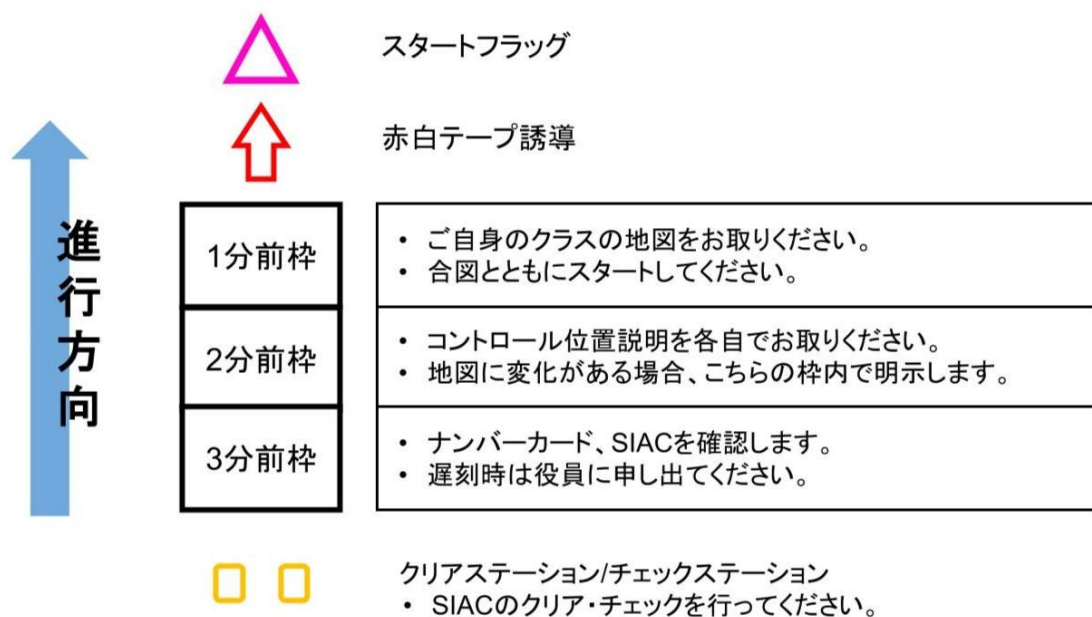 スタートフラッグ
赤白テープ誘導
進行方向
1分前枠
・ ご自身のクラスの地図をお取りください。
・ 合図とともにスタートしてください。
2分前枠
・ コントロール位置説明を各自でお取りください。
・ 地図に変化がある場合、こちらの枠内で明示します。
3分前枠
・ ナンバーカード、SIACを確認します。
・ 遅刻時は役員に申し出てください。
クリアステーション/チェックステーション
・ SIACのクリア・チェックを行ってください。